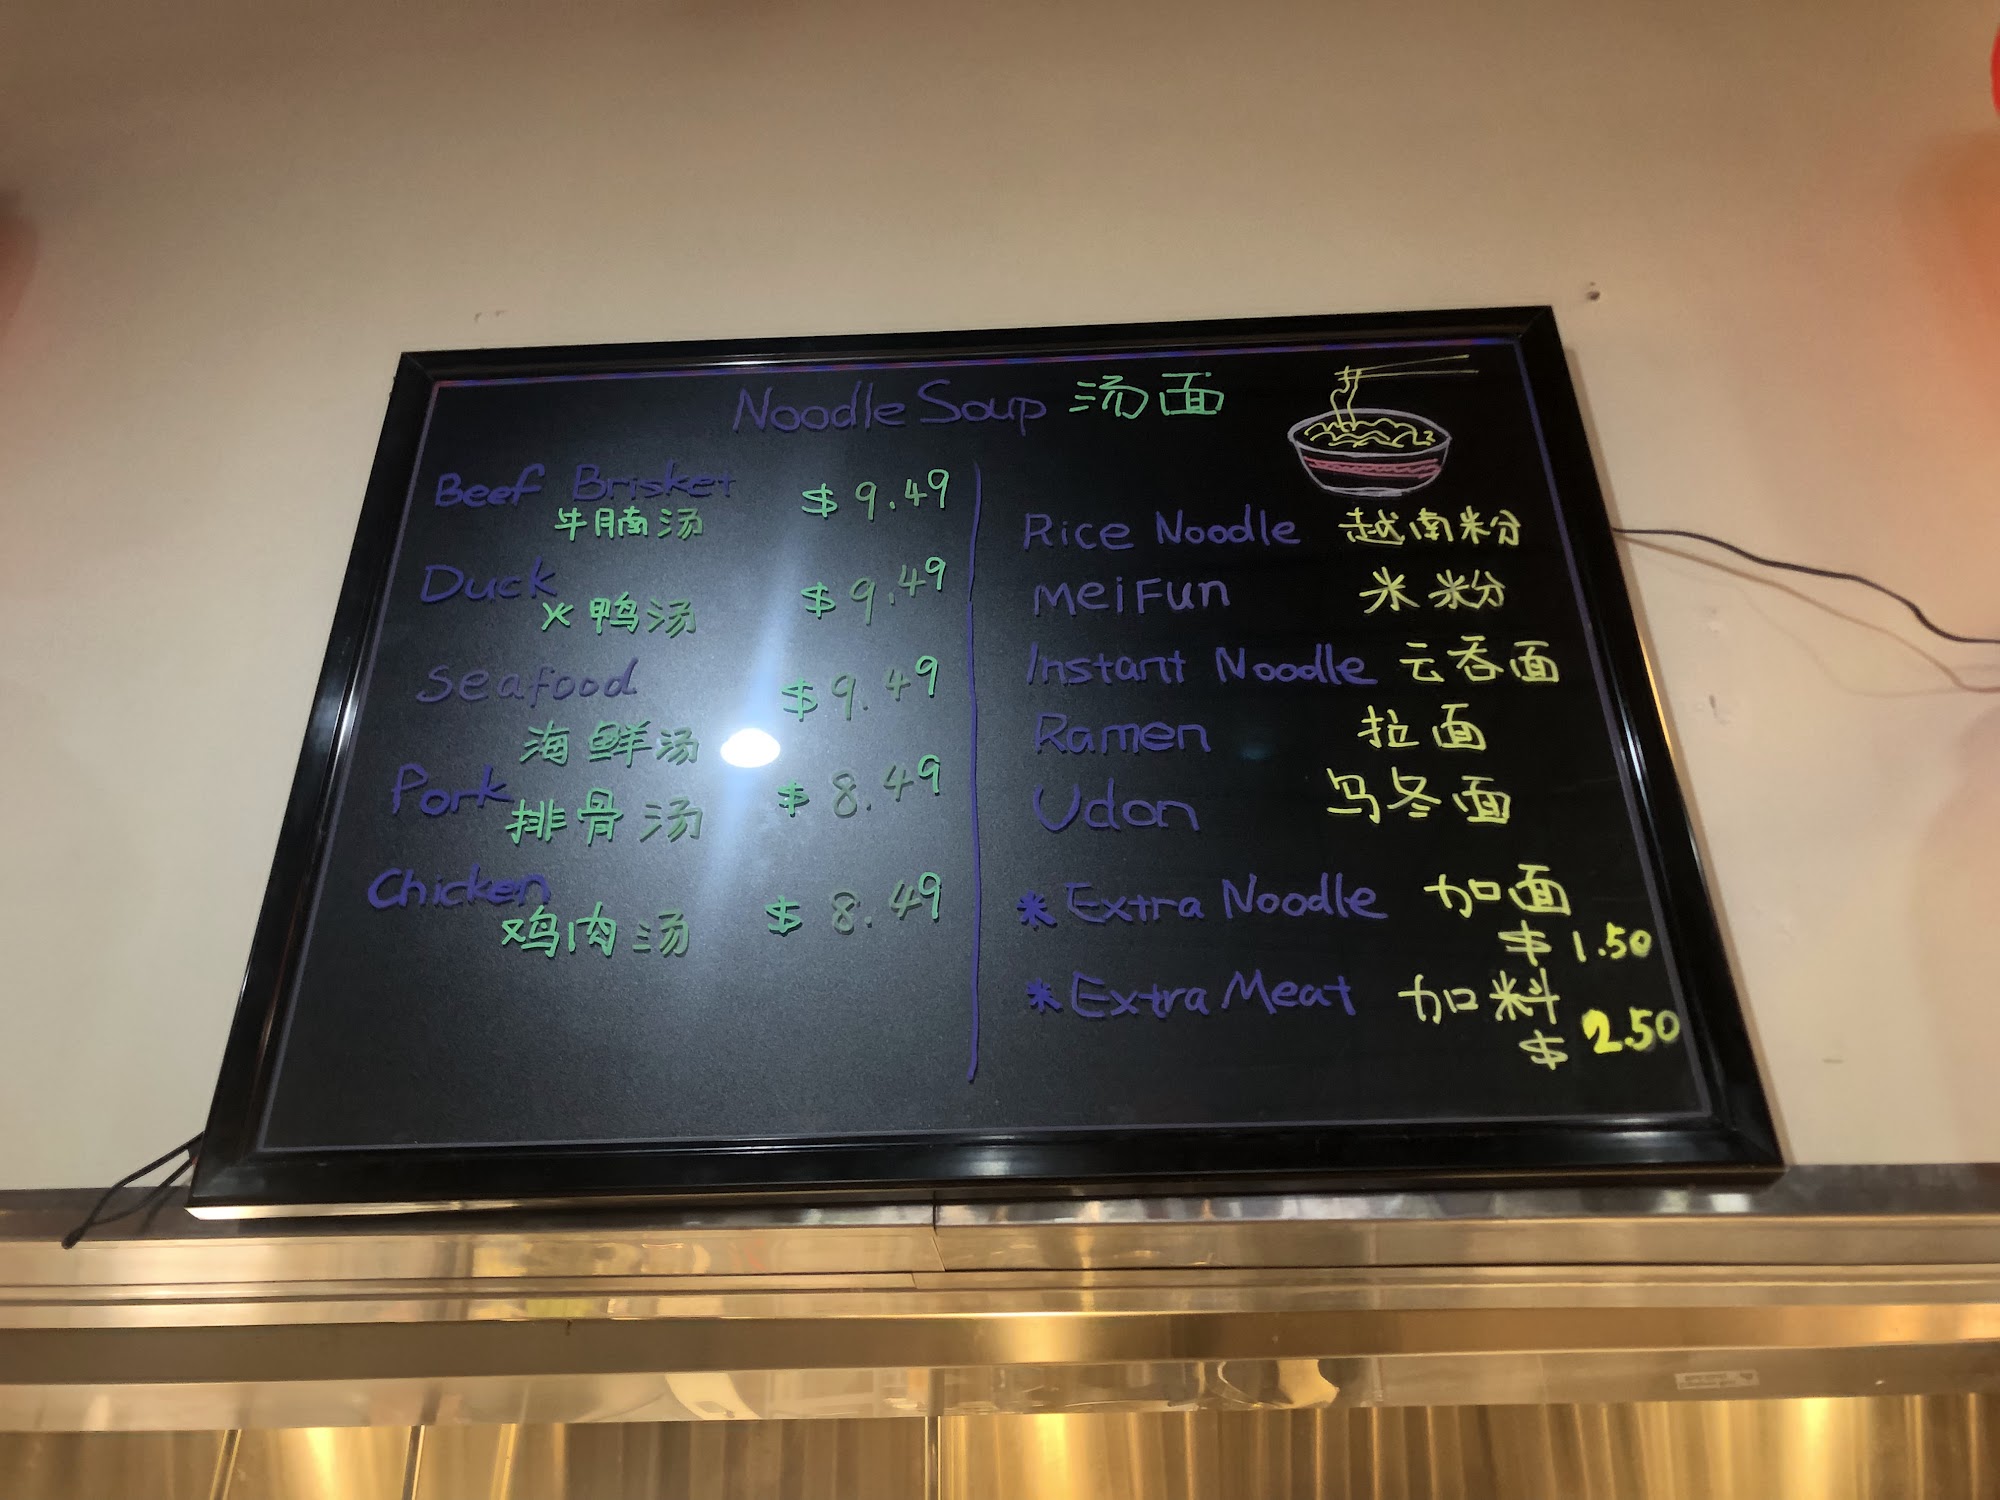 Noodle Soup 汤面
Beef Brisket $9.49
牛腩汤
Duck $9.49
火鸭汤
Seafood $9.49
海鲜汤
Pork $8.49
排骨汤
Chicken $8.49
鸡肉汤
Rice Noodle 越南粉
MeiFun 米粉
Instant Noodle 云吞面
Ramen 拉面
Udon 乌冬面
*Extra Noodle 加面
$1.50
*Extra Meat 加料
$2.50